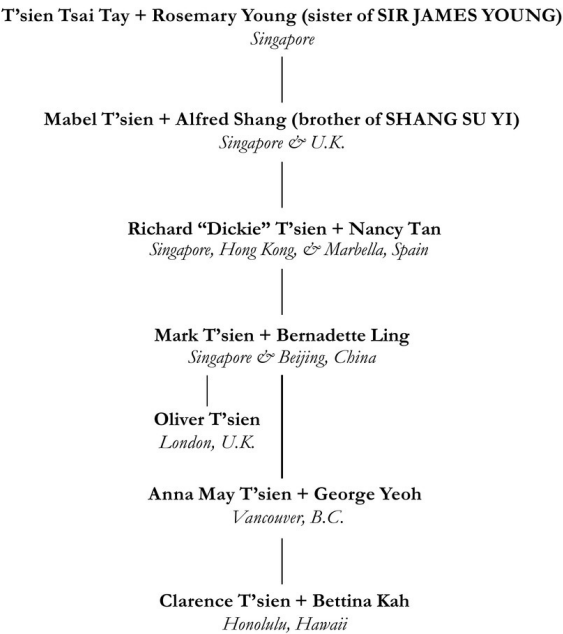 T’sien Tsai Tay + Rosemary Young (sister of SIR JAMES YOUNG)
Singapore
Mabel T’sien + Alfred Shang (brother of SHANG SU YI)
Singapore & U.K.
Richard “Dickie” T’sien + Nancy Tan
Singapore, Hong Kong, & Marbella, Spain
Mark T’sien + Bernadette Ling
Singapore & Beijing, China
Oliver T’sien
London, U.K.
Anna May T’sien + George Yeoh
Vancouver, B.C.
Clarence T’sien + Bettina Kah
Honolulu, Hawaii